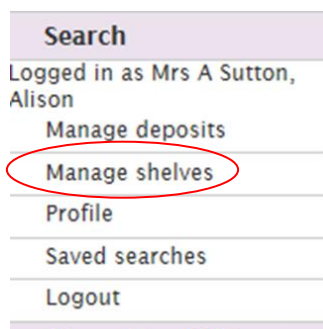 Search
Logged in as Mrs A Sutton,
Alison
Manage deposits
Manage shelves
Profile
Saved searches
Logout